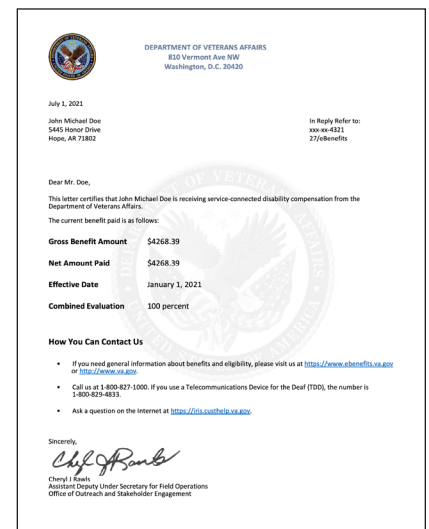 DEPARTMENT OF VETERANS AFFAIRS
810 Vermont Ave NW
Washington, D.C. 20420
July 1, 2021
John Michael Doe
5445 Honor Drive
Hope, AR 71802
In Reply Refer to:
xxx-xx-4321
27/eBenefits
Dear Mr. Doe,
This letter certifies that John Michael Doe is receiving service-connected disability compensation from the
Department of Veterans Affairs.
The current benefit paid is as follows:
Gross Benefit Amount $4268.39
Net Amount Paid $4268.39
Effective Date January 1, 2021
Combined Evaluation 100 percent
How You Can Contact Us
• If you need general information about benefits and eligibility, please visit us at https://www.ebenefits.va.gov
or http://www.va.gov.
• Call us at 1-800-827-1000. If you use a Telecommunications Device for the Deaf (TDD), the number is
1-800-829-4833.
• Ask a question on the Internet at https://iris.custhelp.va.gov.
Sincerely,
Cheryl J Rawls
Cheryl J Rawls
Assistant Deputy Under Secretary for Field Operations
Office of Outreach and Stakeholder Engagement